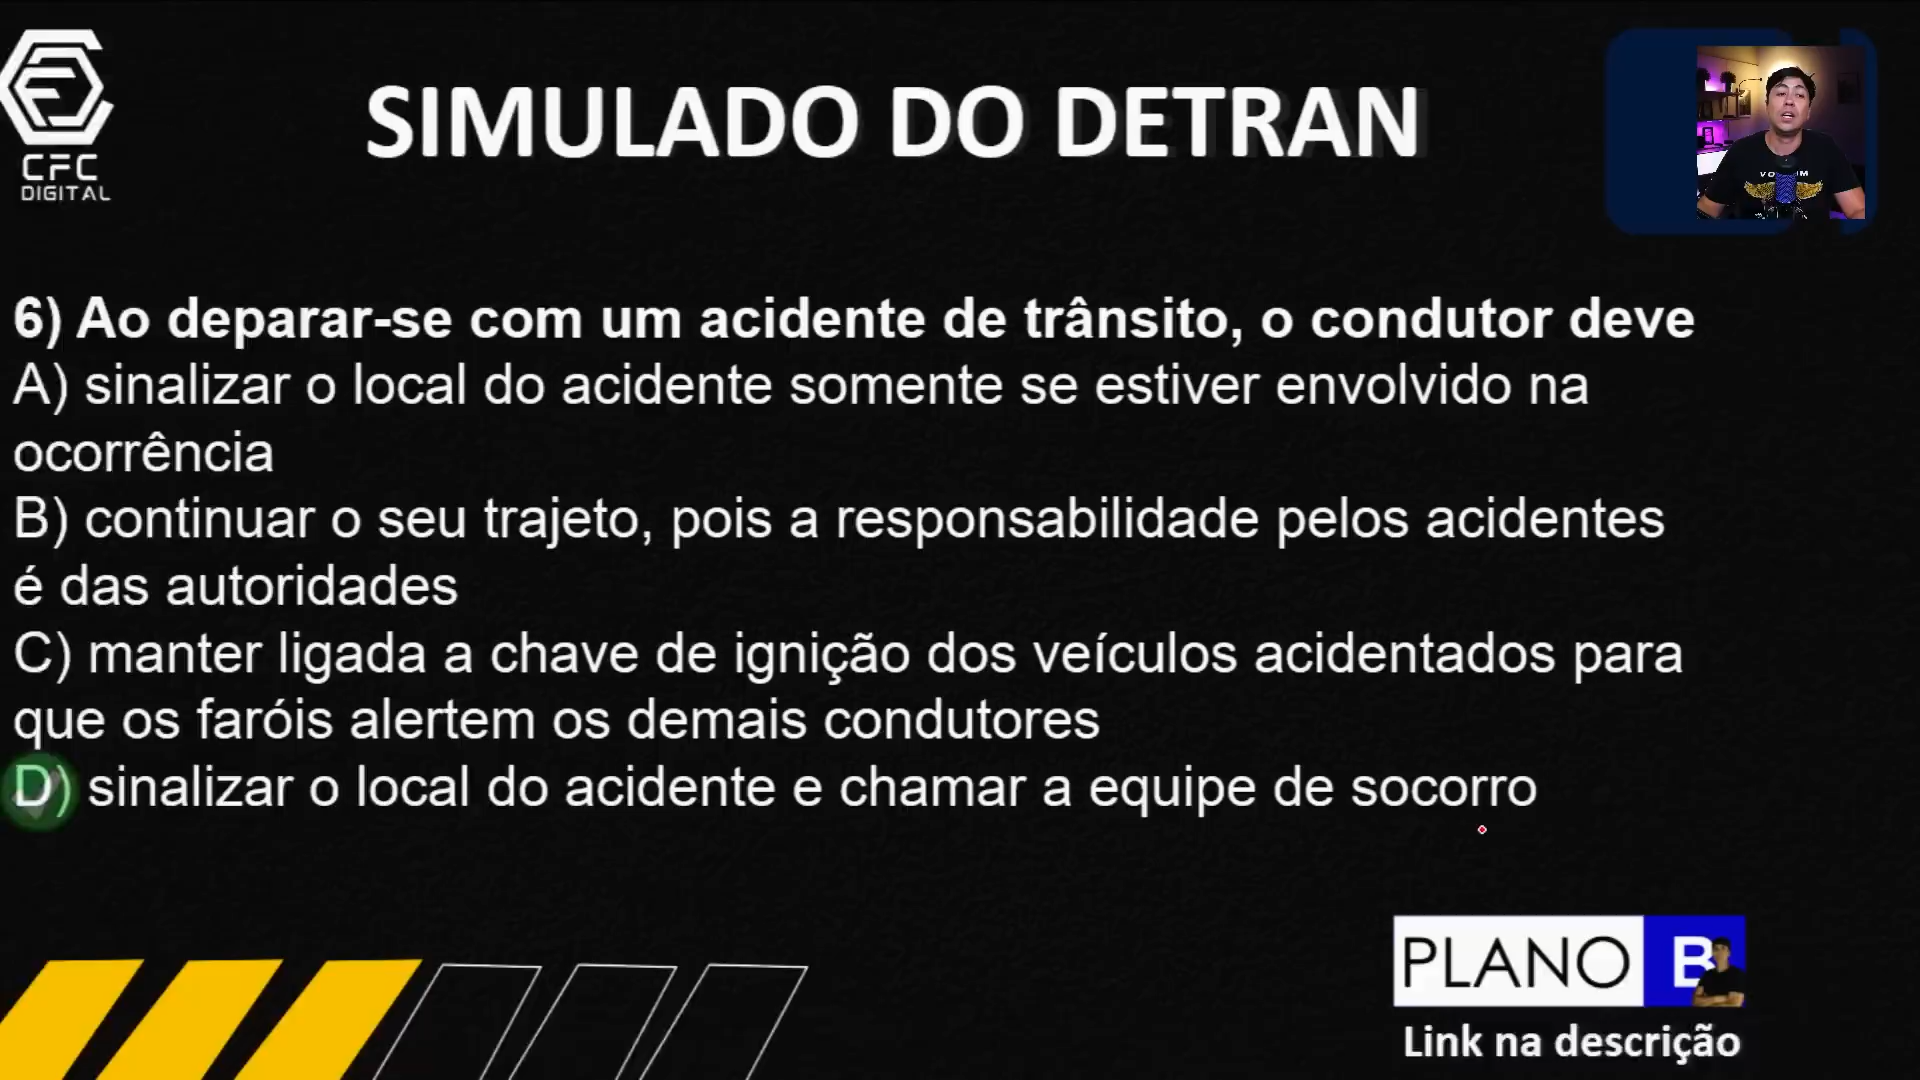 CFC
DIGITAL
SIMULADO DO DETRAN
6) Ao deparar-se com um acidente de trânsito, o condutor deve
A) sinalizar o local do acidente somente se estiver envolvido na
ocorrência
B) continuar o seu trajeto, pois a responsabilidade pelos acidentes
é das autoridades
C) manter ligada a chave de ignição dos veículos acidentados para
que os faróis alertem os demais condutores
D) sinalizar o local do acidente e chamar a equipe de socorro
PLANO B
Link na descrição